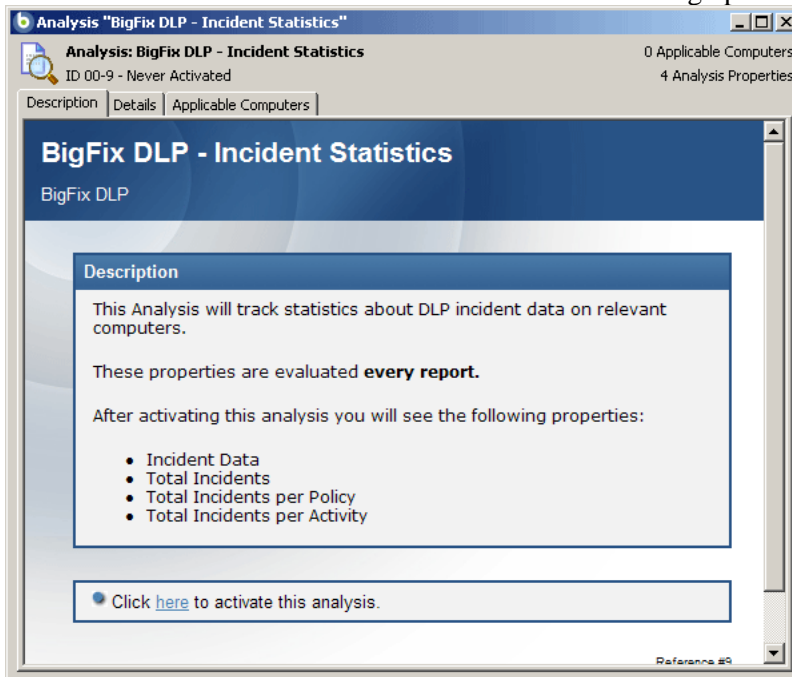 Analysis "BigFix DLP - Incident Statistics"
Analysis: BigFix DLP - Incident Statistics
0 Applicable Computers
ID 00-9 - Never Activated
4 Analysis Properties
Description
Details
Applicable Computers
BigFix DLP - Incident Statistics
BigFix DLP
Description
This Analysis will track statistics about DLP incident data on relevant
computers.
These properties are evaluated every report.
After activating this analysis you will see the following properties:
• Incident Data
• Total Incidents
• Total Incidents per Policy
• Total Incidents per Activity
Click here to activate this analysis.
Reference #9